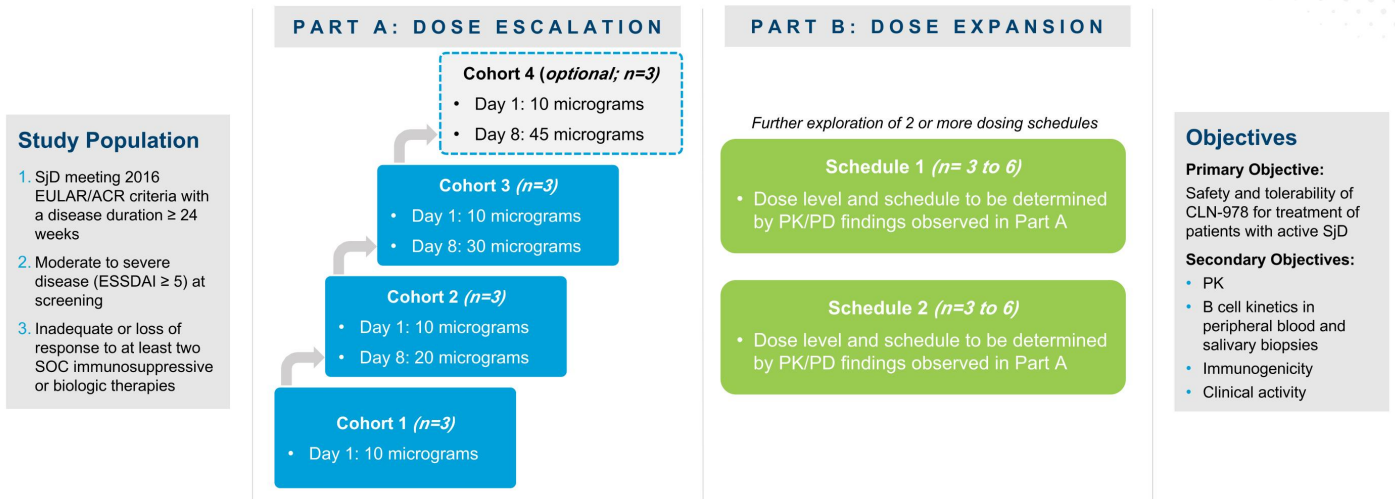 PART A: DOSE ESCALATION
PART B: DOSE EXPANSION
Study Population
1. SjD meeting 2016
EULAR/ACR criteria with
a disease duration ≥ 24
weeks
2. Moderate to severe
disease (ESSDAI ≥ 5) at
screening
3. Inadequate or loss of
response to at least two
SOC immunosuppressive
or biologic therapies
Cohort 4 (optional; n=3)
• Day 1: 10 micrograms
• Day 8: 45 micrograms
Cohort 3 (n=3)
• Day 1: 10 micrograms
• Day 8: 30 micrograms
Cohort 2 (n=3)
• Day 1: 10 micrograms
• Day 8: 20 micrograms
Cohort 1 (n=3)
• Day 1: 10 micrograms
Further exploration of 2 or more dosing schedules
Schedule 1 (n= 3 to 6)
• Dose level and schedule to be determined
by PK/PD findings observed in Part A
Schedule 2 (n=3 to 6)
• Dose level and schedule to be determined
by PK/PD findings observed in Part A
Objectives
Primary Objective:
Safety and tolerability of
CLN-978 for treatment of
patients with active SjD
Secondary Objectives:
• PK
• B cell kinetics in
peripheral blood and
salivary biopsies
• Immunogenicity
• Clinical activity